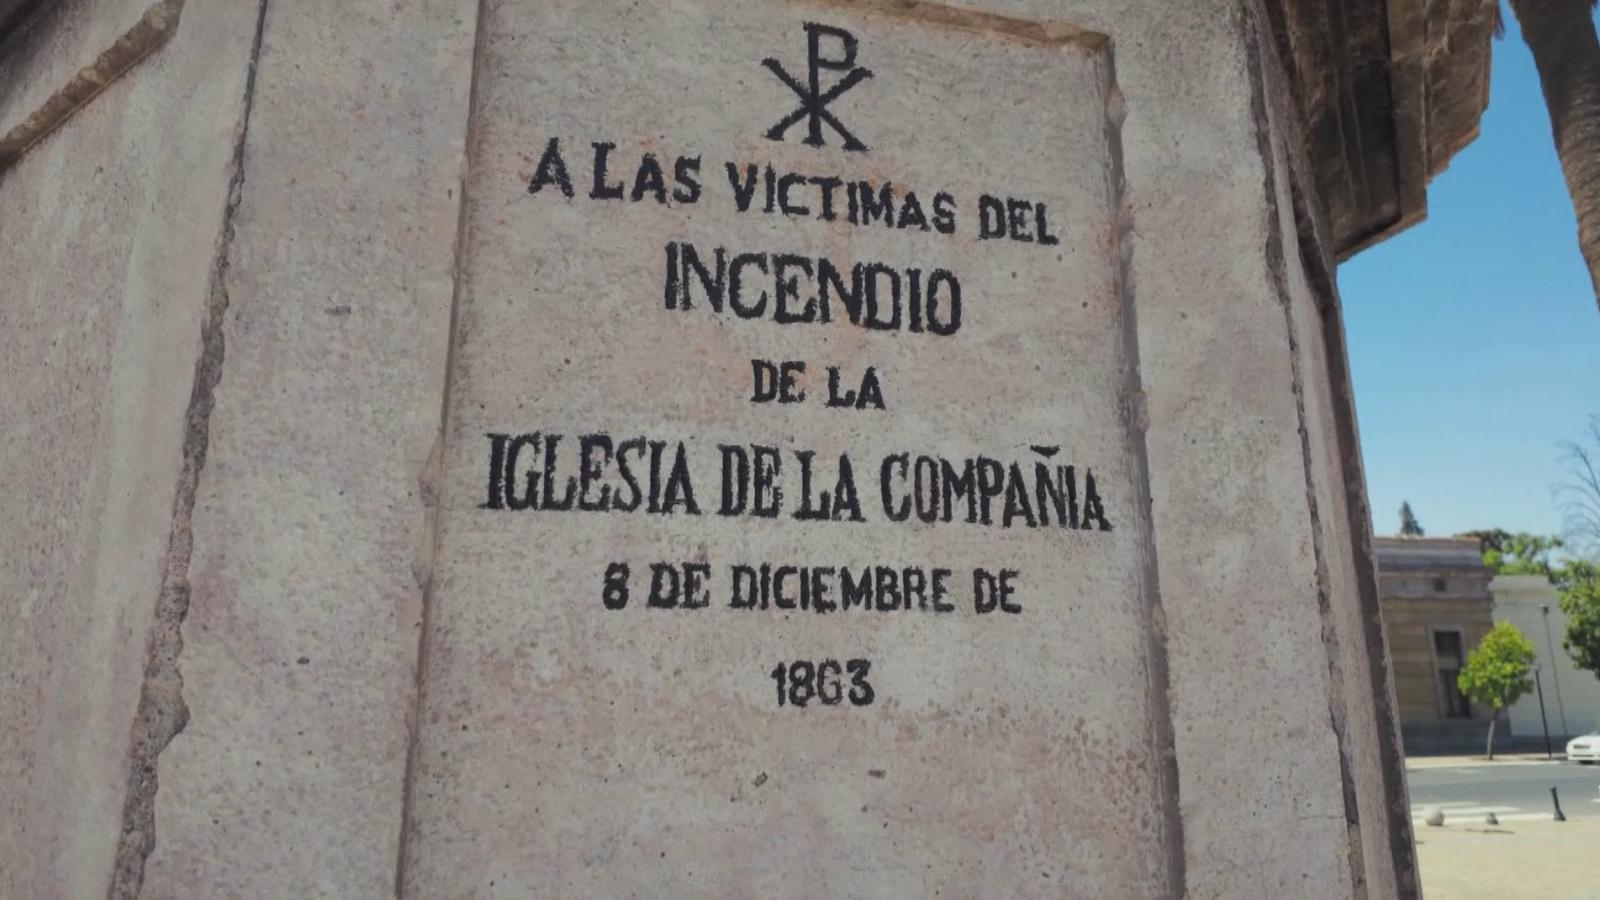 ☧
A LAS VICTIMAS DEL
INCENDIO
DE LA
IGLESIA DE LA COMPAÑIA
8 DE DICIEMBRE DE
1863